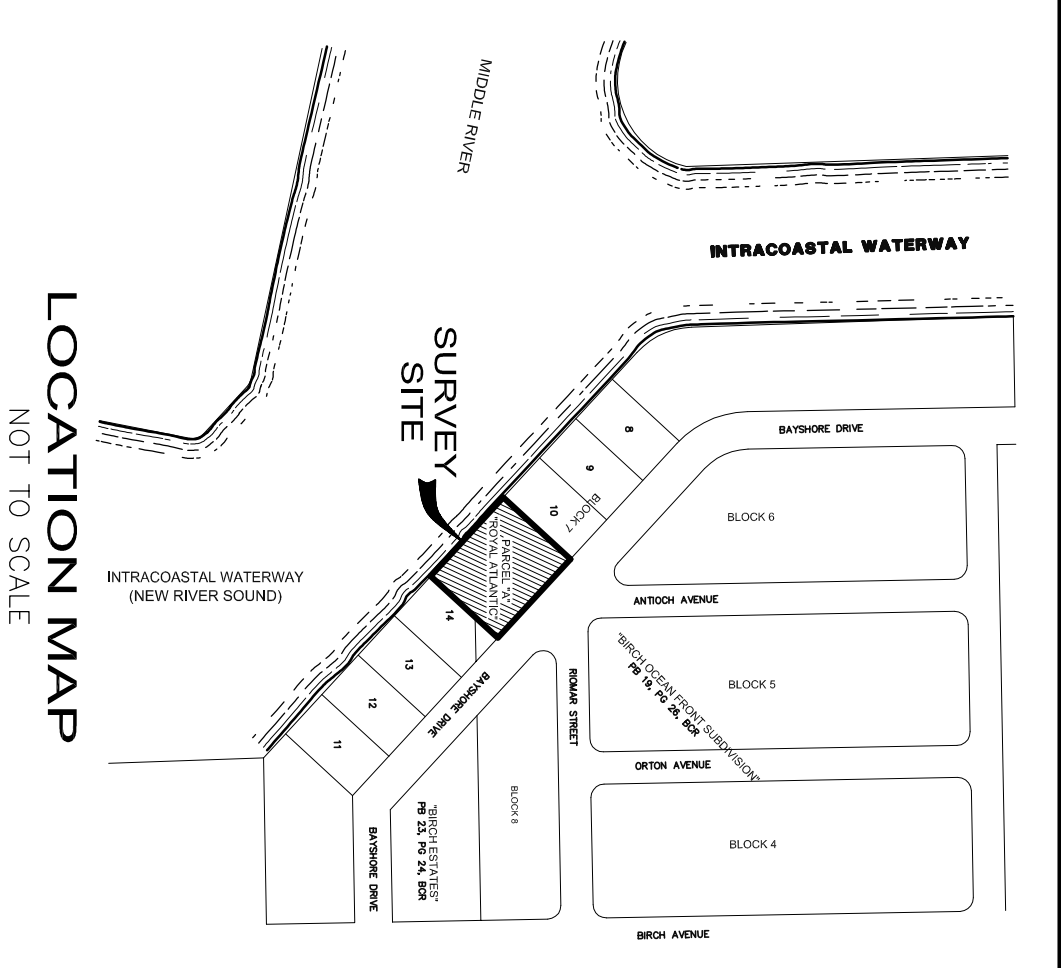 MIDDLE RIVER
INTRACOASTAL WATERWAY
SURVEY
SITE
BAYSHORE DRIVE
8
9
10
BLOCK 7
PARCEL "A"
"ROYAL ATLANTIC"
14
13
12
11
BLOCK 6
ANTIOCH AVENUE
BLOCK 5
"BIRCH OCEAN FRONT SUBDIVISION"
PB 19, PG 26, BCR
ORTON AVENUE
BLOCK 4
BIRCH AVENUE
RIOMAR STREET
BAYSHORE DRIVE
BLOCK 8
"BIRCH ESTATES"
PB 23, PG 24, BCR
BAYSHORE DRIVE
INTRACOASTAL WATERWAY
(NEW RIVER SOUND)
LOCATION MAP
NOT TO SCALE